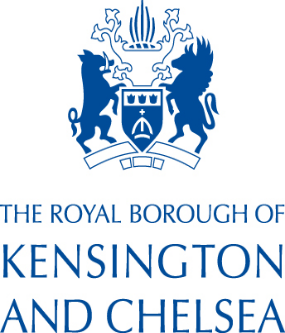 THE ROYAL BOROUGH OF
KENSINGTON
AND CHELSEA